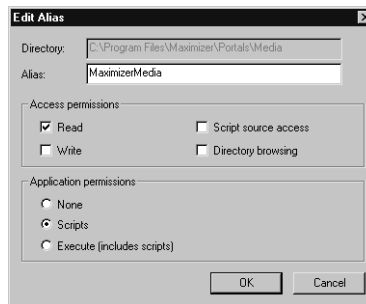 Edit Alias
Directory: C:\Program Files\Maximizer\Portals\Media
Alias: MaximizerMedia
Access permissions
Read Script source access
Write Directory browsing
Application permissions
None
Scripts
Execute (includes scripts)
OK Cancel